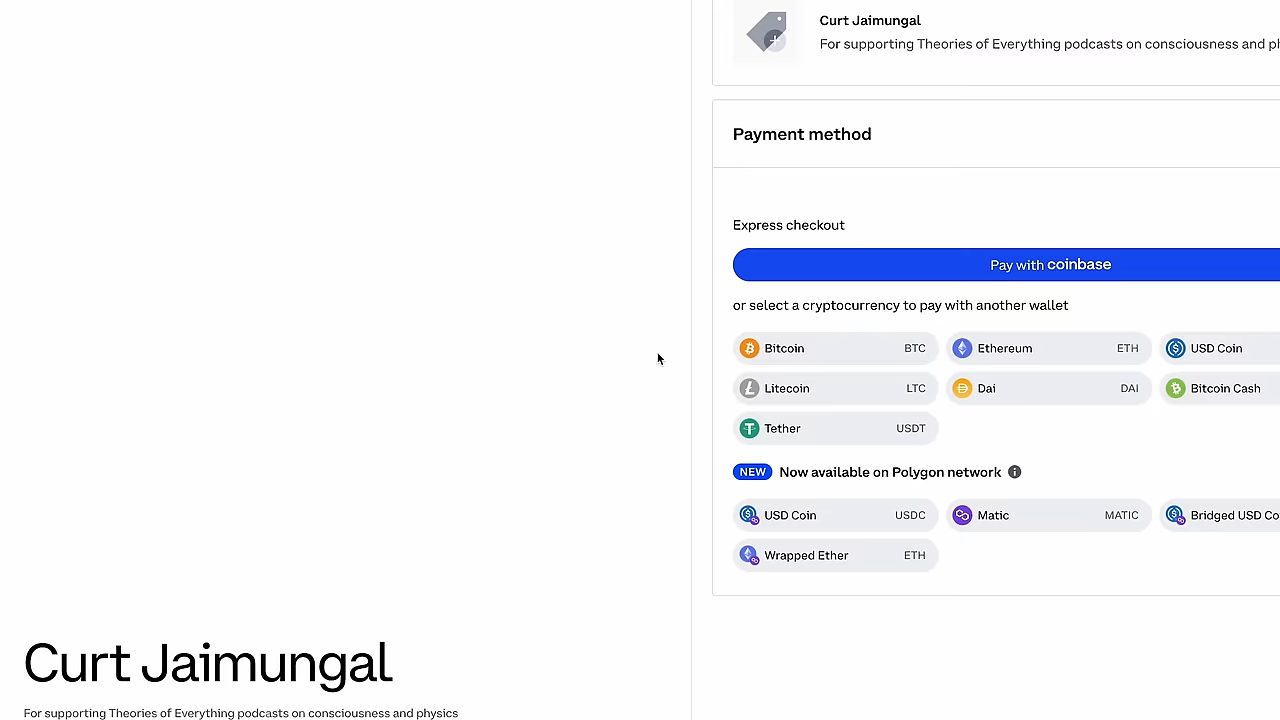 Curt Jaimungal
For supporting Theories of Everything podcasts on consciousness and
Payment method
Express checkout
Pay with coinbase
or select a cryptocurrency to pay with another wallet
Bitcoin BTC
Ethereum ETH
USD Coin
Litecoin LTC
Dai DAI
Bitcoin Cash
Tether USDT
NEW Now available on Polygon network
USD Coin USDC
Matic MATIC
Bridged USD Co
Wrapped Ether ETH
Curt Jaimungal
For supporting Theories of Everything podcasts on consciousness and physics